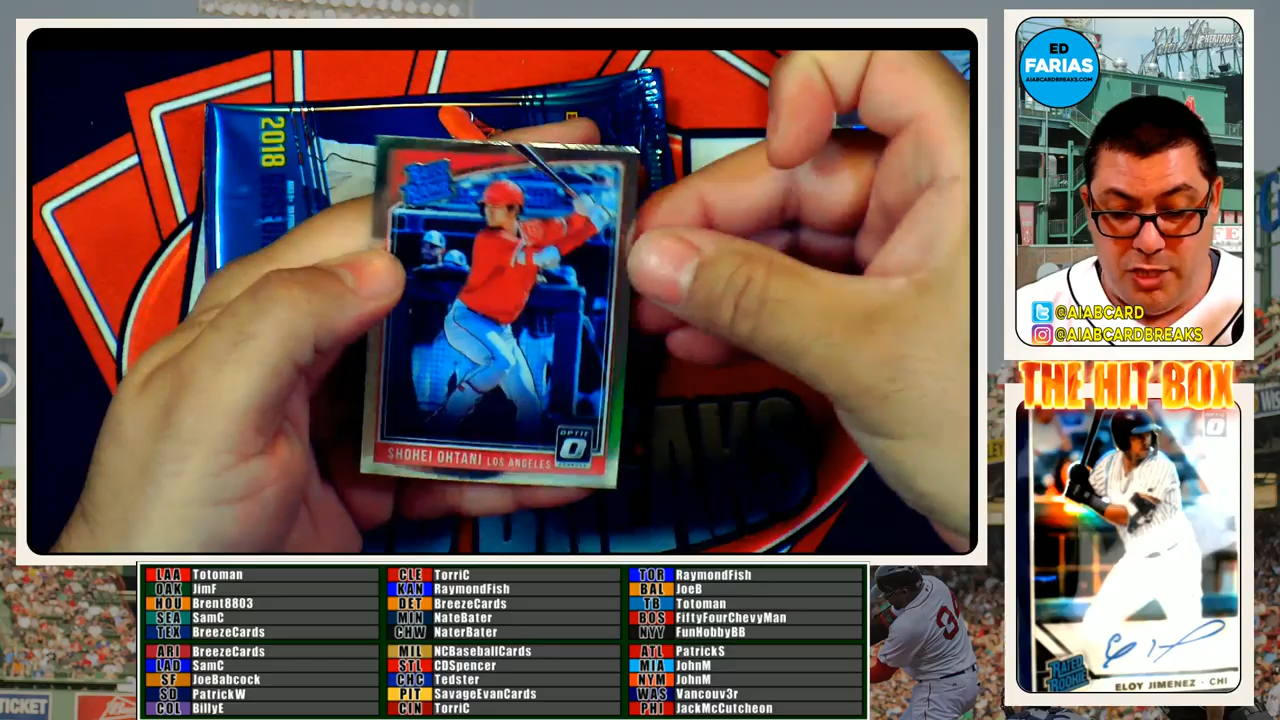 2018
SHOHEI OHTANI LOS ANGELES
OPTIC
ED
FARIAS
AIABCARDBREAKS.COM
@AIABCARD
@AIABCARDBREAKS
THE HIT BOX
RATED
ROOKIE
ELOY JIMENEZ · CHI
LAA Totoman
OAK JimF
HOU Brent8803
SEA SamC
TEX BreezeCards
ARI BreezeCards
LAD SamC
SF JoeBabcock
SD PatrickW
COL BillyE
CLE TorriC
KAN RaymondFish
DET BreezeCards
MIN NateBater
CHW NaterBater
MIL NCBaseballCards
STL CDSpencer
CHC Tedster
PIT SavageVanCards
CIN TorriC
TOR RaymondFish
BAL JoeB
TB Totoman
BOS FiftyFourChevyMan
NYY FunHobbyBB
ATL PatrickS
MIA JohnM
NYM JohnM
WAS Vancouv3r
PHI JackMcCutcheon